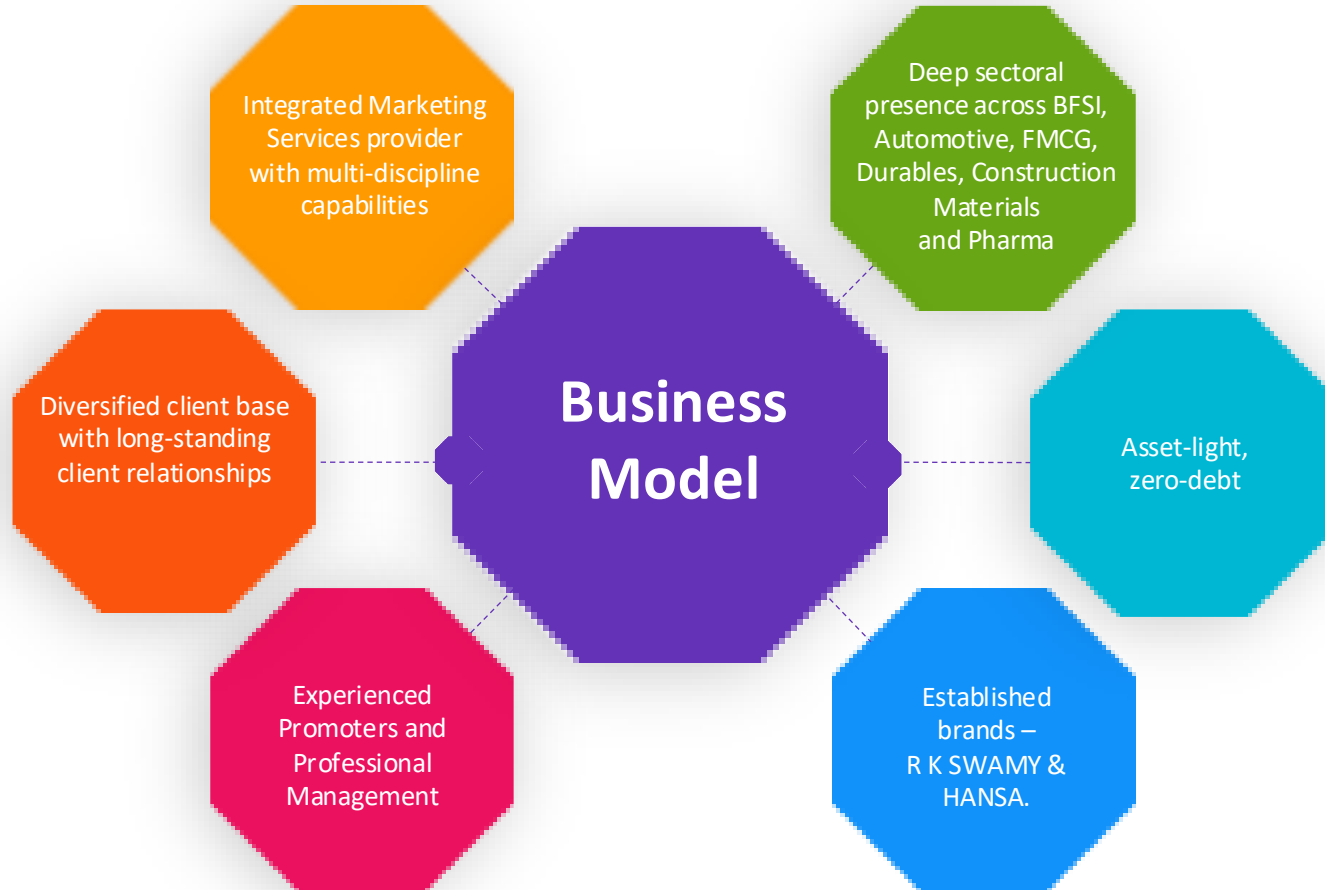 Integrated Marketing
Services provider
with multi-discipline
capabilities
Deep sectoral
presence across BFSI,
Automotive, FMCG,
Durables, Construction
Materials
and Pharma
Diversified client base
with long-standing
client relationships
Business
Model
Asset-light,
zero-debt
Experienced
Promoters and
Professional
Management
Established
brands –
R K SWAMY &
HANSA.